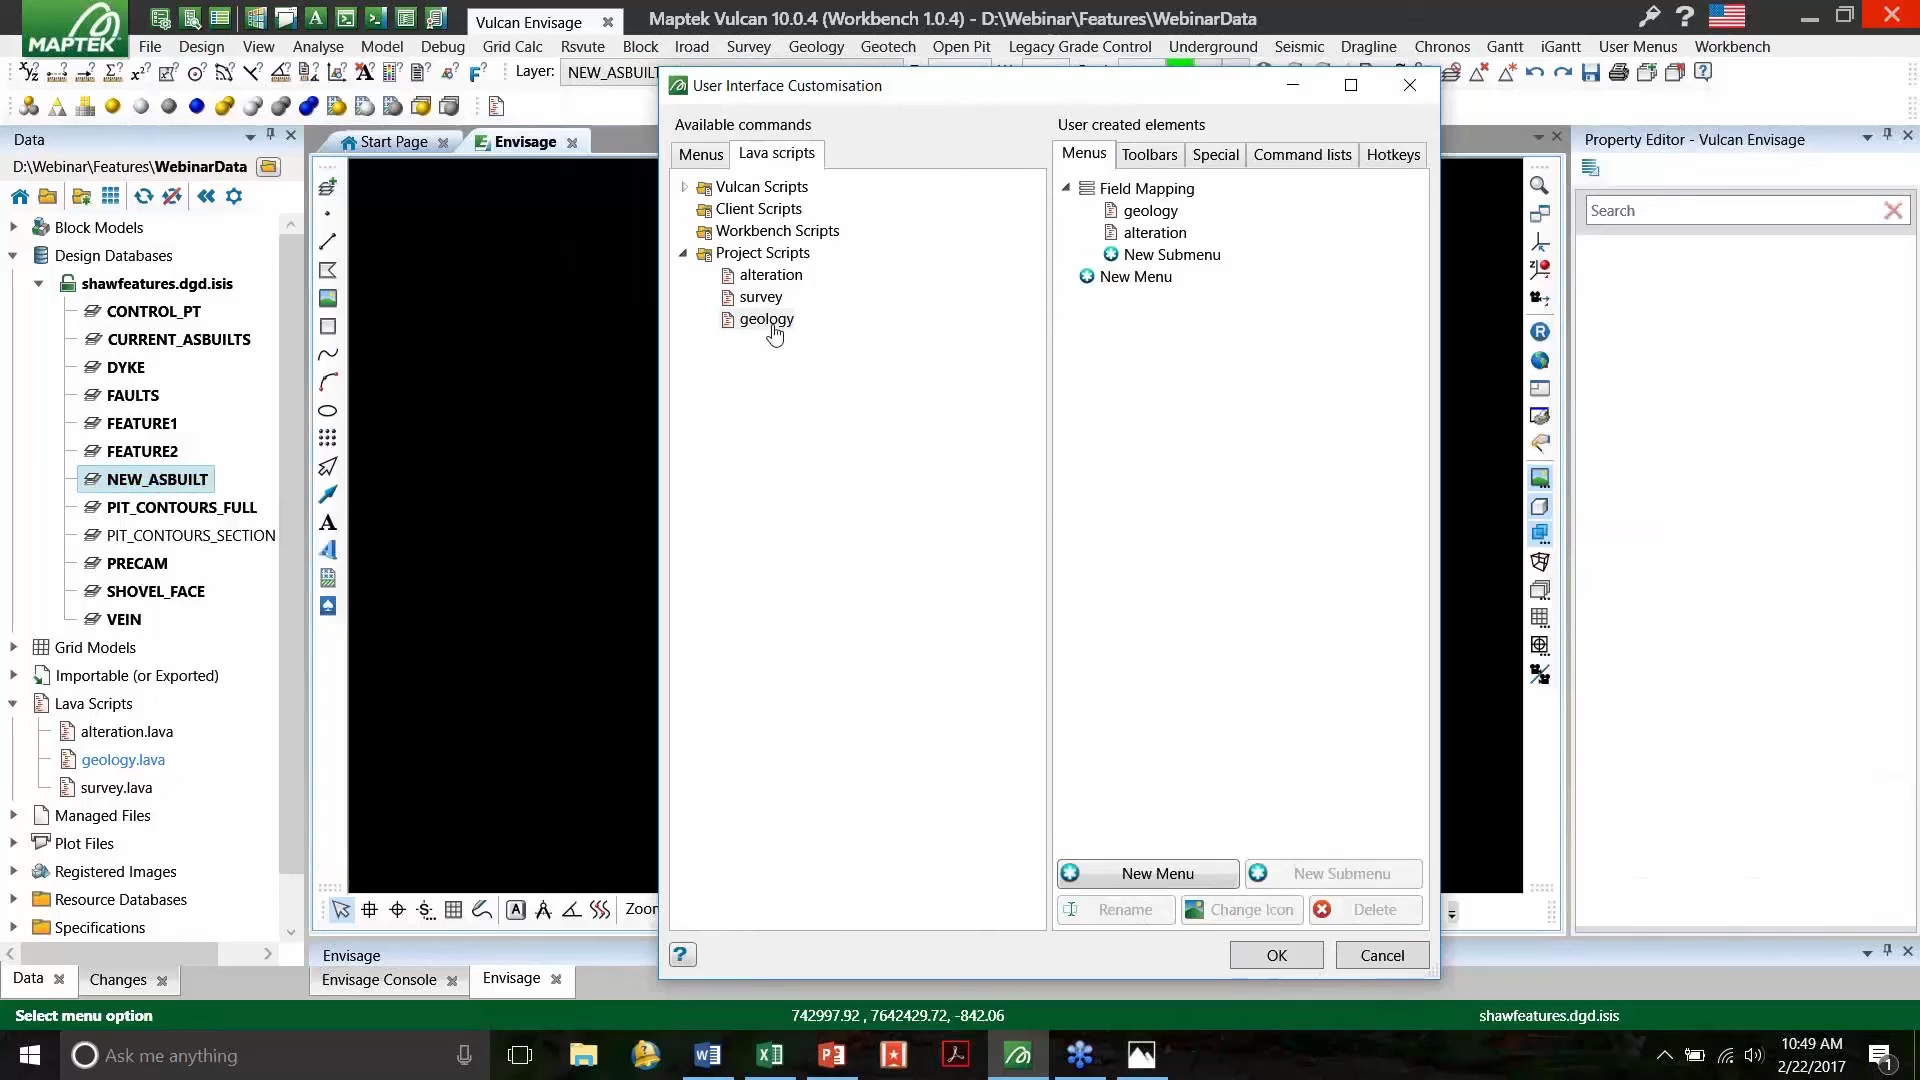 MAPTEK
Vulcan Envisage
Maptek Vulcan 10.0.4 (Workbench 1.0.4) - D:\Webinar\Features\WebinarData
File Design View Analyse Model Debug Grid Calc Rsvute Block Iroad Survey Geology Geotech Open Pit Legacy Grade Control Underground Seismic Dragline Chronos Gantt iGantt User Menus Workbench
Layer: NEW_ASBUILT
Data
D:\Webinar\Features\WebinarData
Block Models
Design Databases
shawfeatures.dgd.isis
CONTROL_PT
CURRENT_ASBUILTS
DYKE
FAULTS
FEATURE1
FEATURE2
NEW_ASBUILT
PIT_CONTOURS_FULL
PIT_CONTOURS_SECTION
PRECAM
SHOVEL_FACE
VEIN
Grid Models
Importable (or Exported)
Lava Scripts
alteration.lava
geology.lava
survey.lava
Managed Files
Plot Files
Registered Images
Resource Databases
Specifications
Data
Changes
Start Page
Envisage
User Interface Customisation
Available commands
Menus
Lava scripts
Vulcan Scripts
Client Scripts
Workbench Scripts
Project Scripts
alteration
survey
geology
User created elements
Menus Toolbars Special Command lists Hotkeys
Field Mapping
geology
alteration
New Submenu
New Menu
New Menu
New Submenu
Rename
Change Icon
Delete
OK
Cancel
Property Editor - Vulcan Envisage
Search
Envisage
Envisage Console
Envisage
Select menu option
742997.92 , 7642429.72, -842.06
shawfeatures.dgd.isis
Ask me anything
10:49 AM
2/22/2017
1